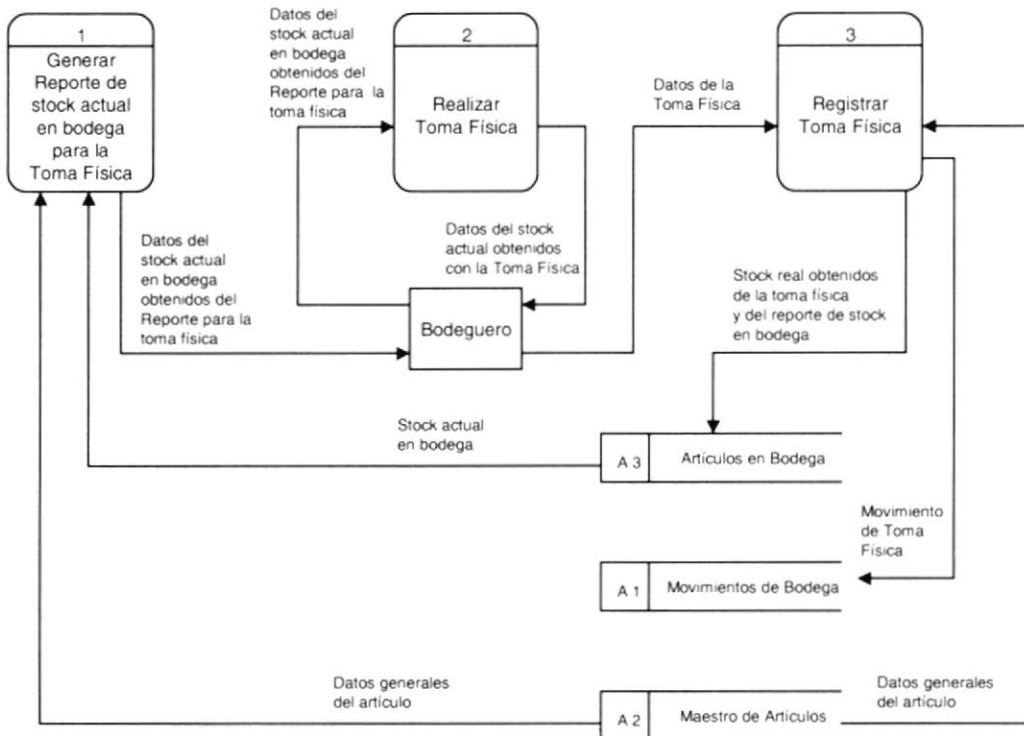 1
Generar
Reporte de
stock actual
en bodega
para la
Toma Física
Datos del
stock actual
en bodega
obtenidos del
Reporte para la
toma física
2
Realizar
Toma Física
Datos de la
Toma Física
3
Registrar
Toma Física
Datos del
stock actual
en bodega
obtenidos del
Reporte para la
toma física
Datos del stock
actual obtenidos
con la Toma Física
Bodeguero
Stock real obtenidos
de la toma física
y del reporte de stock
en bodega
Stock actual
en bodega
A 3
Artículos en Bodega
Movimiento
de Toma
Física
A 1
Movimientos de Bodega
Datos generales
del artículo
A 2
Maestro de Artículos
Datos generales
del artículo